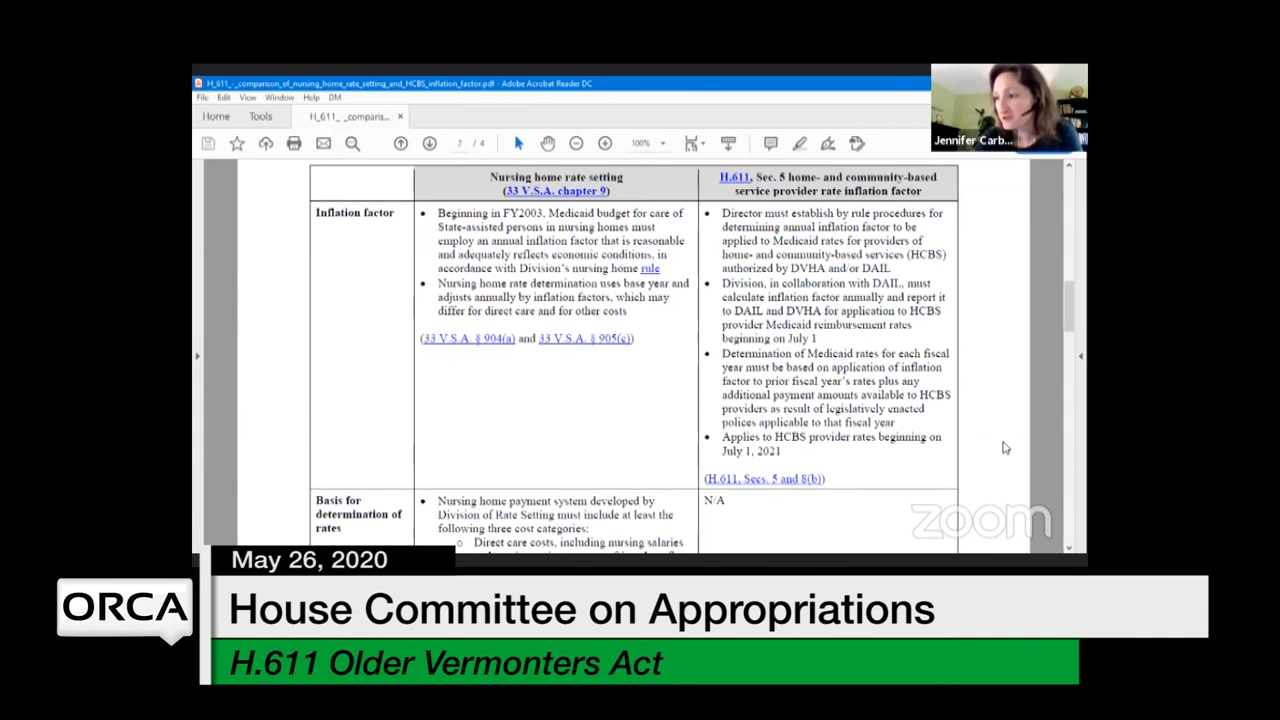 H_611_-_comparison_of_nursing_home_rate_setting_and_HCBS_inflation_factor.pdf - Adobe Acrobat Reader DC
File Edit View Window Help DM
Home Tools H_611_ _comparis... ×
2 / 4 100%
Jennifer Carb...
Nursing home rate setting
(33 V.S.A. chapter 9)
H.611, Sec. 5 home- and community-based
service provider rate inflation factor
Inflation factor
• Beginning in FY2003, Medicaid budget for care of
State-assisted persons in nursing homes must
employ an annual inflation factor that is reasonable
and adequately reflects economic conditions, in
accordance with Division's nursing home rule
• Nursing home rate determination uses base year and
adjusts annually by inflation factors, which may
differ for direct care and for other costs
(33 V.S.A. § 904(a) and 33 V.S.A. § 905(c))
• Director must establish by rule procedures for
determining annual inflation factor to be
applied to Medicaid rates for providers of
home- and community-based services (HCBS)
authorized by DVHA and/or DAIL
• Division, in collaboration with DAIL, must
calculate inflation factor annually and report it
to DAIL and DVHA for application to HCBS
provider Medicaid reimbursement rates
beginning on July 1
• Determination of Medicaid rates for each fiscal
year must be based on application of inflation
factor to prior fiscal year's rates plus any
additional payment amounts available to HCBS
providers as result of legislatively enacted
polices applicable to that fiscal year
• Applies to HCBS provider rates beginning on
July 1, 2021
(H.611, Secs. 5 and 8(b))
Basis for
determination of
rates
• Nursing home payment system developed by
Division of Rate Setting must include at least the
following three cost categories:
o Direct care costs, including nursing salaries
N/A
zoom
May 26, 2020
ORCA
House Committee on Appropriations
H.611 Older Vermonters Act